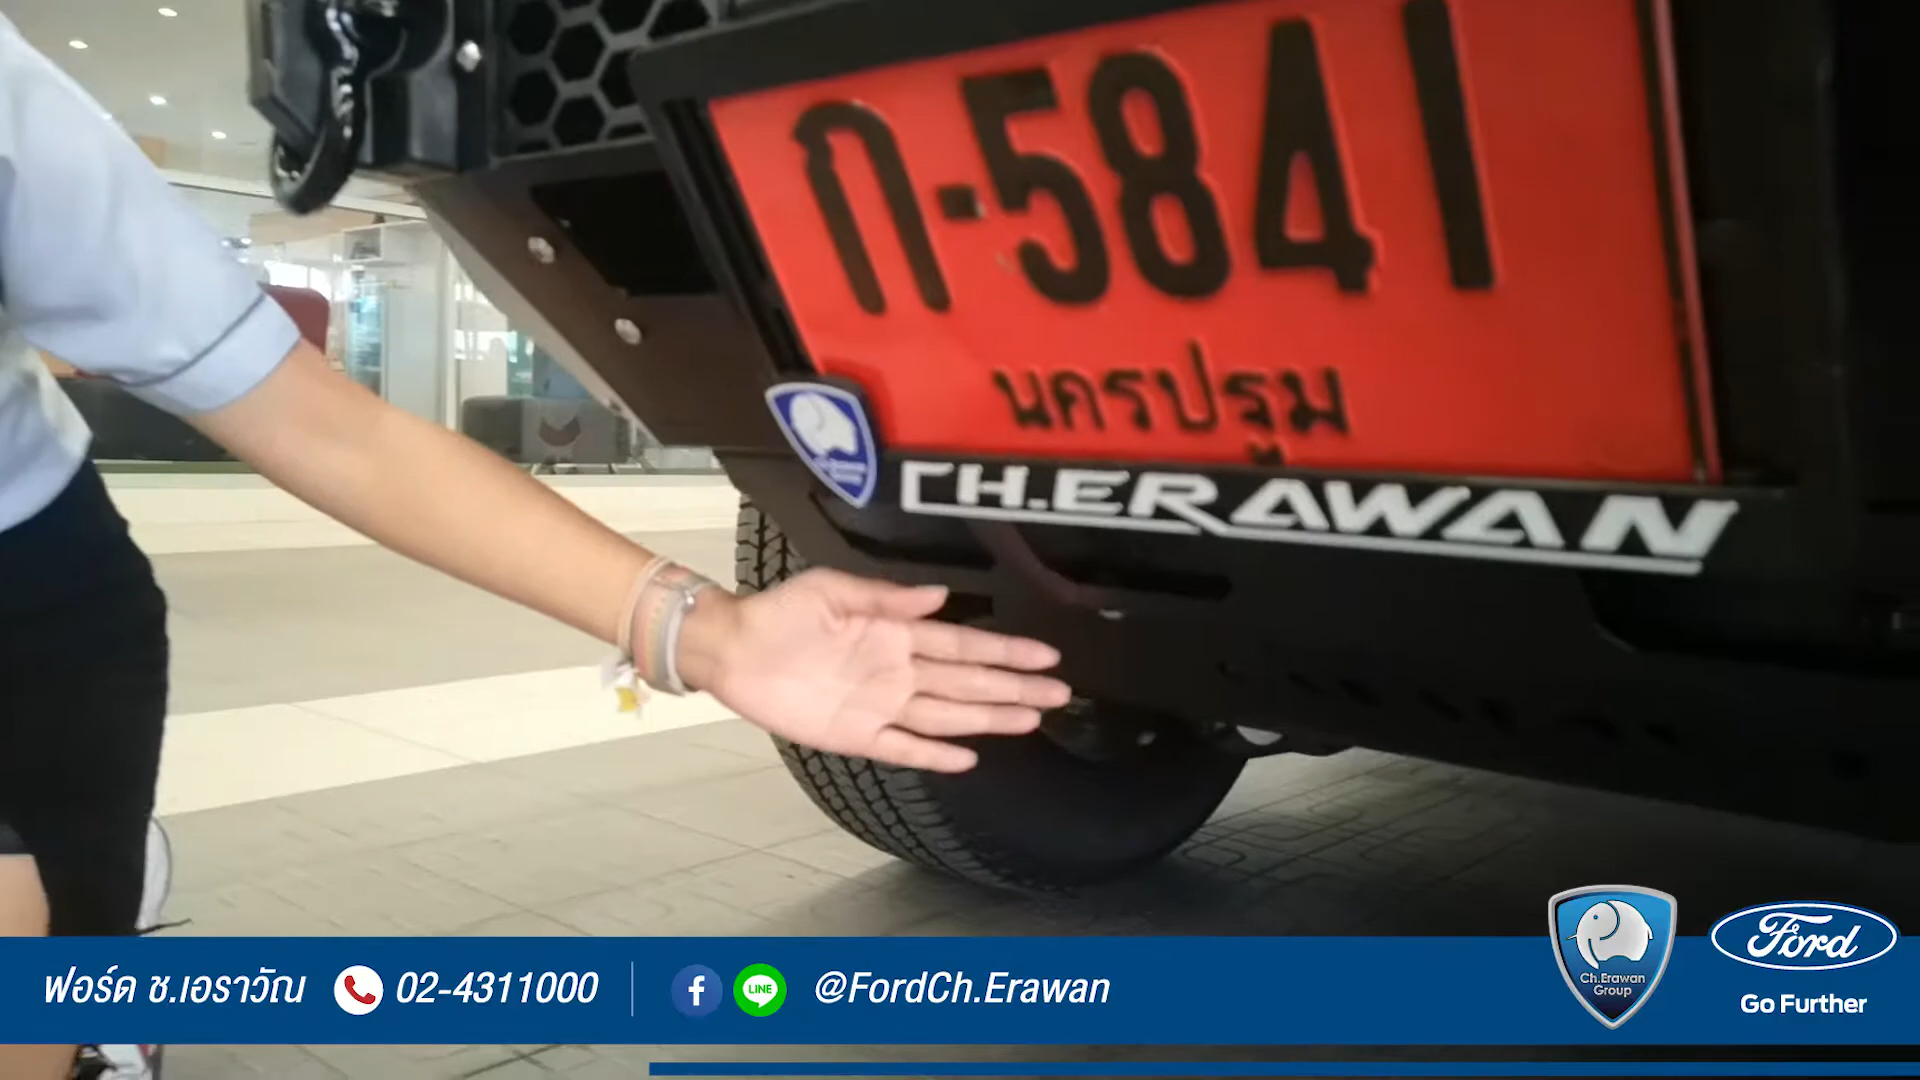 ก-5841
นครปฐม
CH.ERAWAN
ฟอร์ด ช.เอราวัณ 02-4311000 LINE @FordCh.Erawan
Ch.Erawan
Group
Ford
Go Further